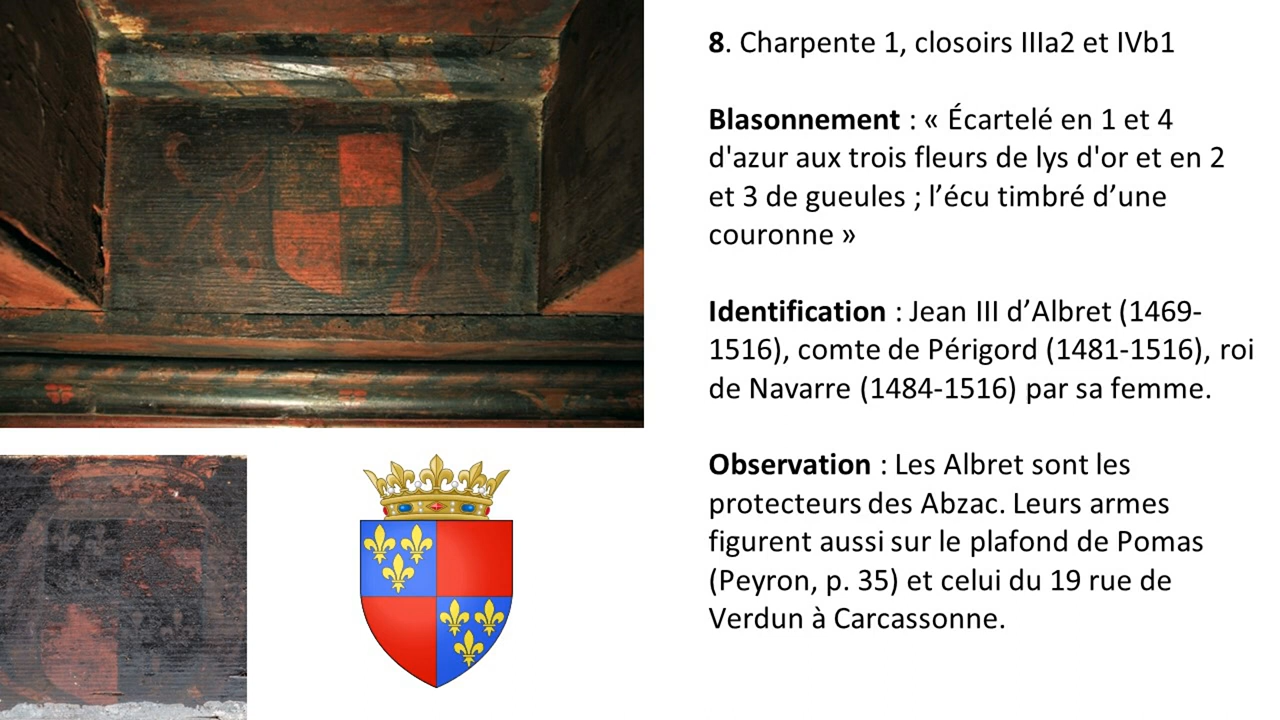 8. Charpente 1, closoirs IIIa2 et IVb1
Blasonnement : « Écartelé en 1 et 4
d'azur aux trois fleurs de lys d'or et en 2
et 3 de gueules ; l’écu timbré d’une
couronne »
Identification : Jean III d’Albret (1469-
1516), comte de Périgord (1481-1516), roi
de Navarre (1484-1516) par sa femme.
Observation : Les Albret sont les
protecteurs des Abzac. Leurs armes
figurent aussi sur le plafond de Pomas
(Peyron, p. 35) et celui du 19 rue de
Verdun à Carcassonne.